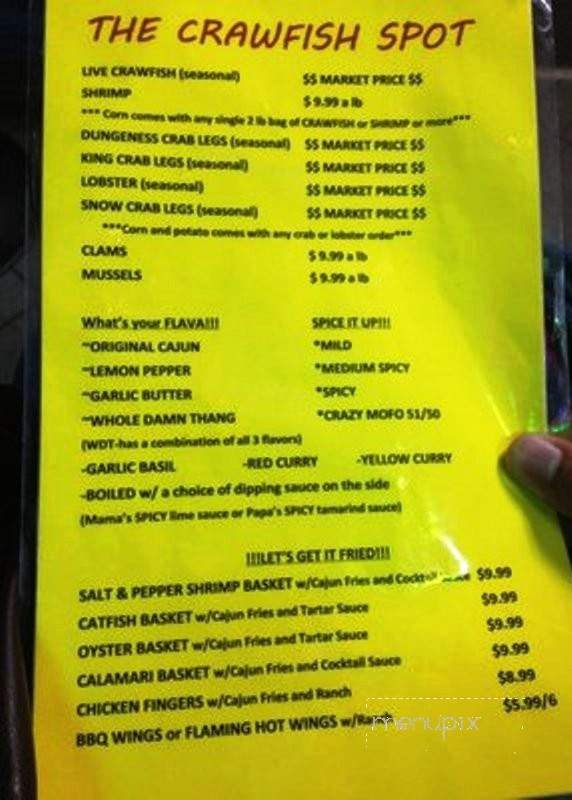 THE CRAWFISH SPOT
LIVE CRAWFISH (seasonal) $$ MARKET PRICE $$
SHRIMP $ 9.99 a lb
*** Corn comes with any single 2 lb bag of CRAWFISH or SHRIMP or more***
DUNGENESS CRAB LEGS (seasonal) $$ MARKET PRICE $$
KING CRAB LEGS (seasonal) $$ MARKET PRICE $$
LOBSTER (seasonal) $$ MARKET PRICE $$
SNOW CRAB LEGS (seasonal) $$ MARKET PRICE $$
***Corn and potato comes with any crab or lobster order***
CLAMS $ 9.99 a lb
MUSSELS $ 9.99 a lb
What's your FLAVA!!! SPICE IT UP!!!
~ORIGINAL CAJUN *MILD
~LEMON PEPPER *MEDIUM SPICY
~GARLIC BUTTER *SPICY
~WHOLE DAMN THANG *CRAZY MOFO 51/50
(WDT-has a combination of all 3 flavors)
-GARLIC BASIL -RED CURRY -YELLOW CURRY
-BOILED w/ a choice of dipping sauce on the side
(Mama's SPICY lime sauce or Papa's SPICY tamarind sauce)
!!!LET'S GET IT FRIED!!!
SALT & PEPPER SHRIMP BASKET w/Cajun Fries and Cocktail Sauce $9.99
CATFISH BASKET w/Cajun Fries and Tartar Sauce $9.99
OYSTER BASKET w/Cajun Fries and Tartar Sauce $9.99
CALAMARI BASKET w/Cajun Fries and Cocktail Sauce $9.99
CHICKEN FINGERS w/Cajun Fries and Ranch $8.99
BBQ WINGS or FLAMING HOT WINGS w/Ranch $5.99/6
menupix